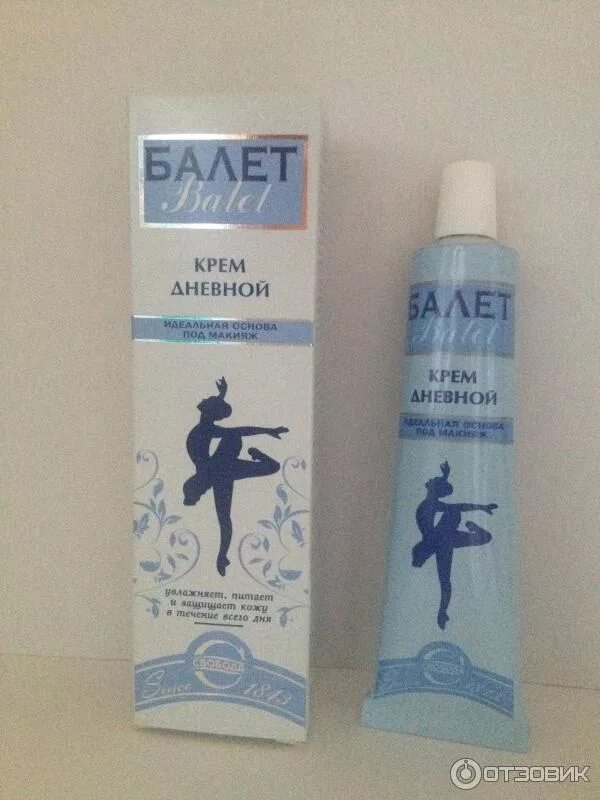 БАЛЕТ
Balet
КРЕМ
ДНЕВНОЙ
ИДЕАЛЬНАЯ ОСНОВА
ПОД МАКИЯЖ
увлажняет, питает
и защищает кожу
в течение всего дня
СВОБОДА
Since 1843
БАЛЕТ
Balet
КРЕМ
ДНЕВНОЙ
ИДЕАЛЬНАЯ ОСНОВА
ПОД МАКИЯЖ
СВОБОДА
ОТЗОВИК